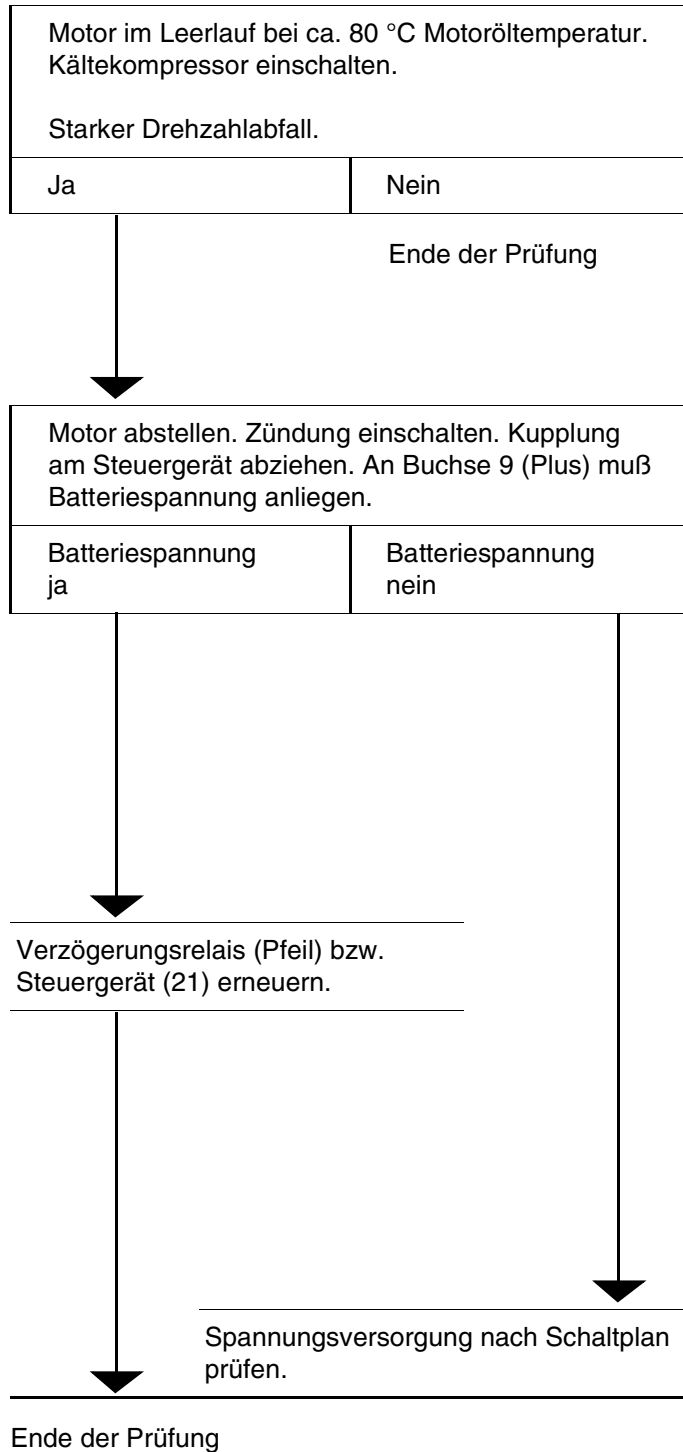 Motor im Leerlauf bei ca. 80 °C Motoröltemperatur.
Kältekompressor einschalten.
Starker Drehzahlabfall.
Ja
Nein
Ende der Prüfung
Motor abstellen. Zündung einschalten. Kupplung
am Steuergerät abziehen. An Buchse 9 (Plus) muß
Batteriespannung anliegen.
Batteriespannung
ja
Batteriespannung
nein
Verzögerungsrelais (Pfeil) bzw.
Steuergerät (21) erneuern.
Spannungsversorgung nach Schaltplan
prüfen.
Ende der Prüfung